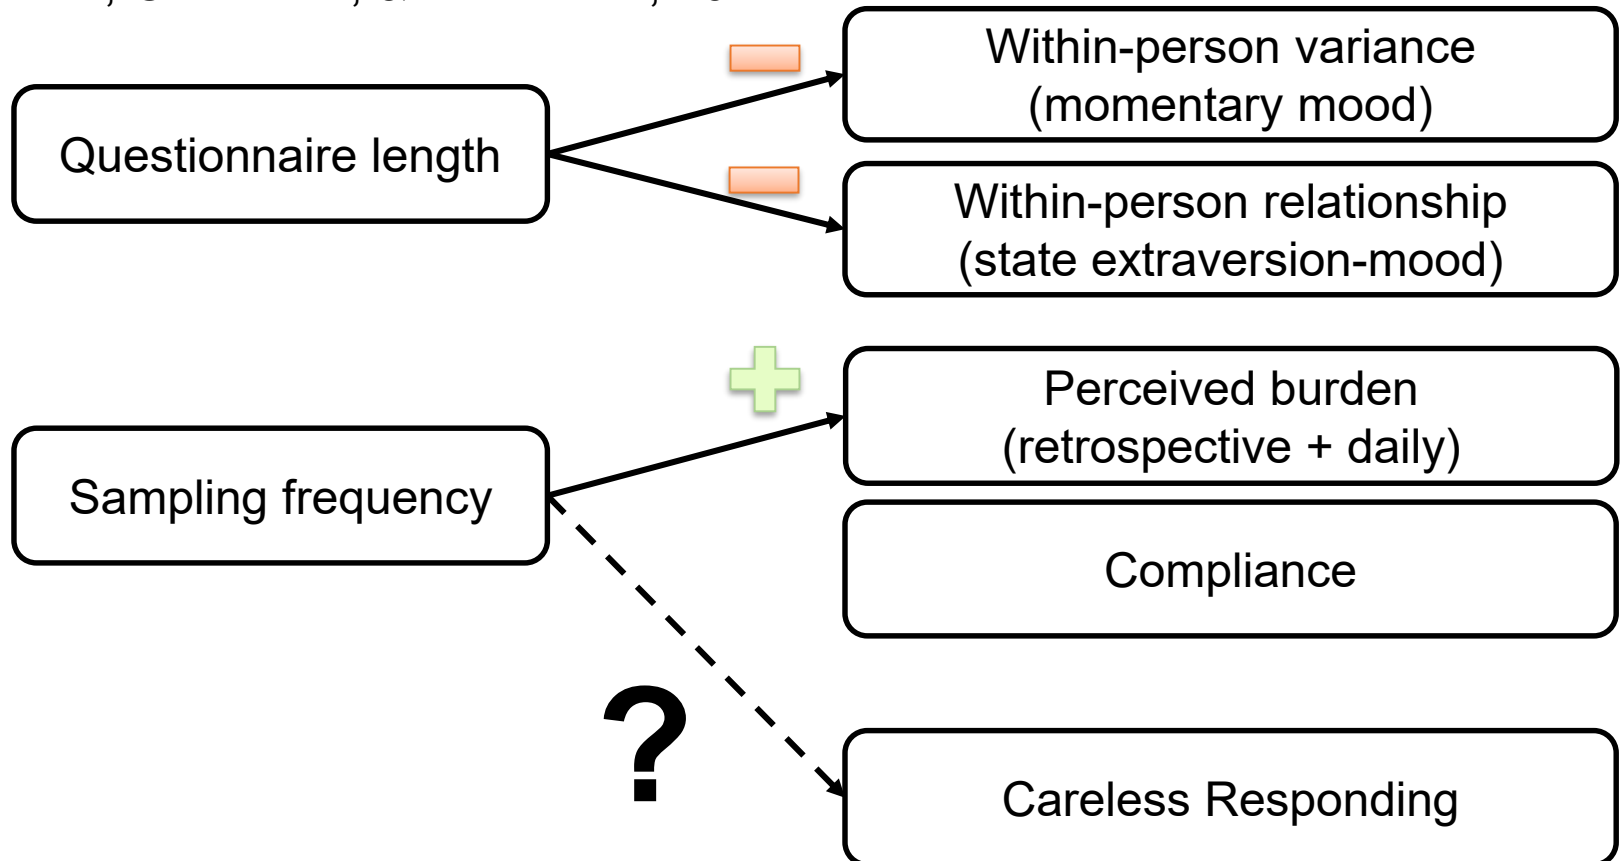 Within-person variance
(momentary mood)
Questionnaire length
Within-person relationship
(state extraversion-mood)
Perceived burden
(retrospective + daily)
Sampling frequency
Compliance
?
Careless Responding